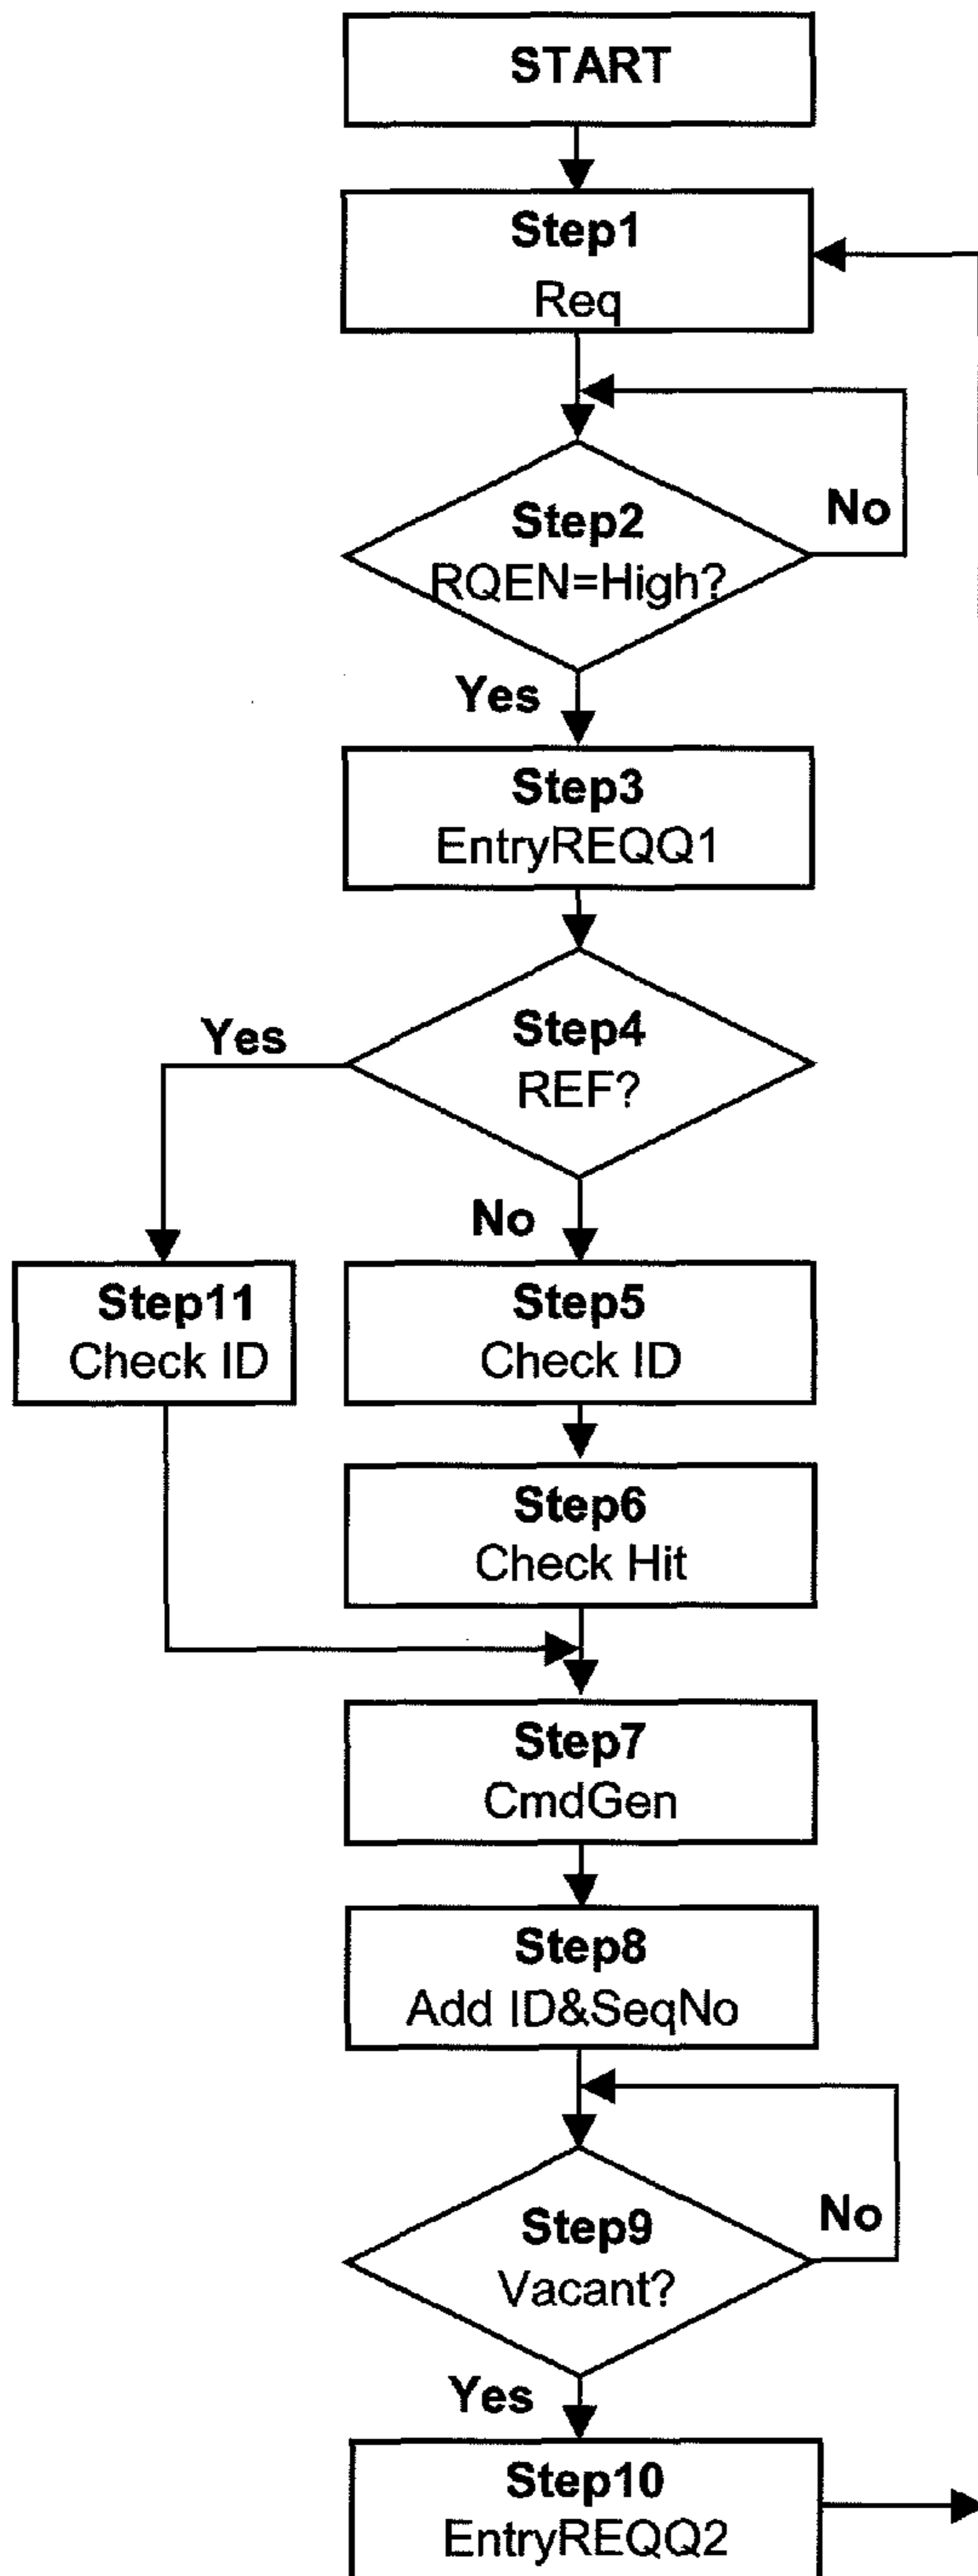 START
Step1
Req
Step2
RQEN=High?
No
Yes
Step3
EntryREQQ1
Step4
REF?
Yes
No
Step11
Check ID
Step5
Check ID
Step6
Check Hit
Step7
CmdGen
Step8
Add ID&SeqNo
Step9
Vacant?
No
Yes
Step10
EntryREQQ2